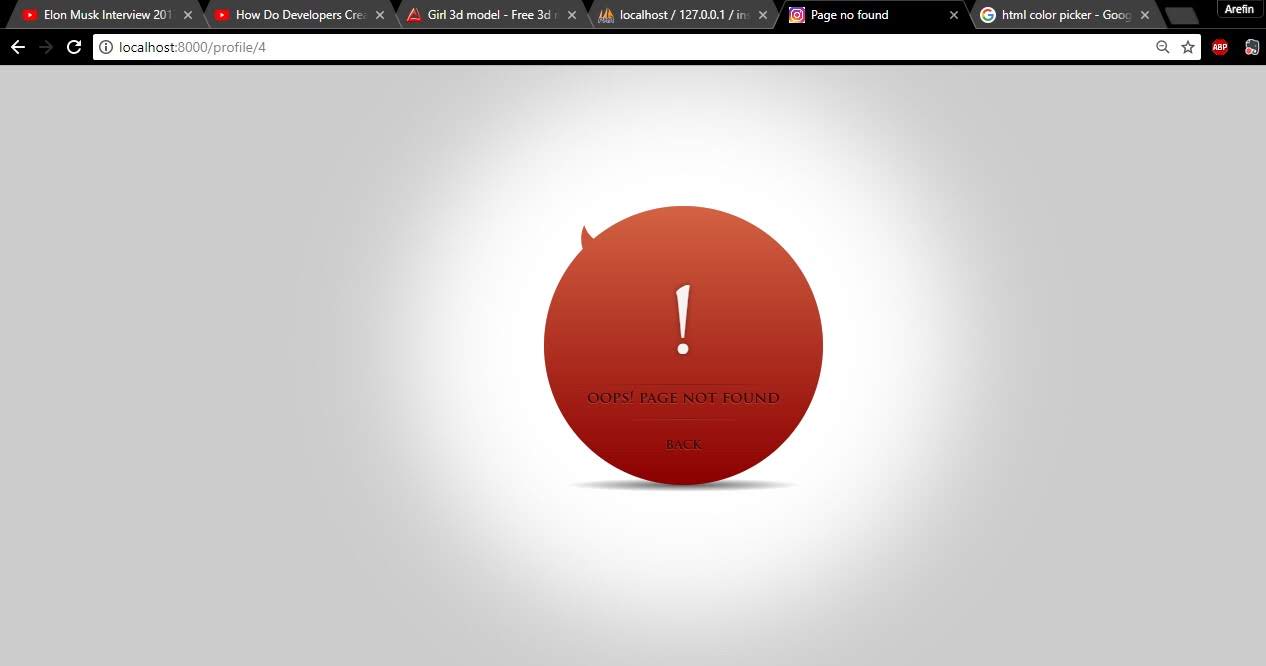 Elon Musk Interview 201
How Do Developers Crea
Girl 3d model - Free 3d
localhost / 127.0.0.1 / ins
Page no found
html color picker - Goog
Arefin
localhost:8000/profile/4
ABP
!
OOPS! PAGE NOT FOUND
BACK